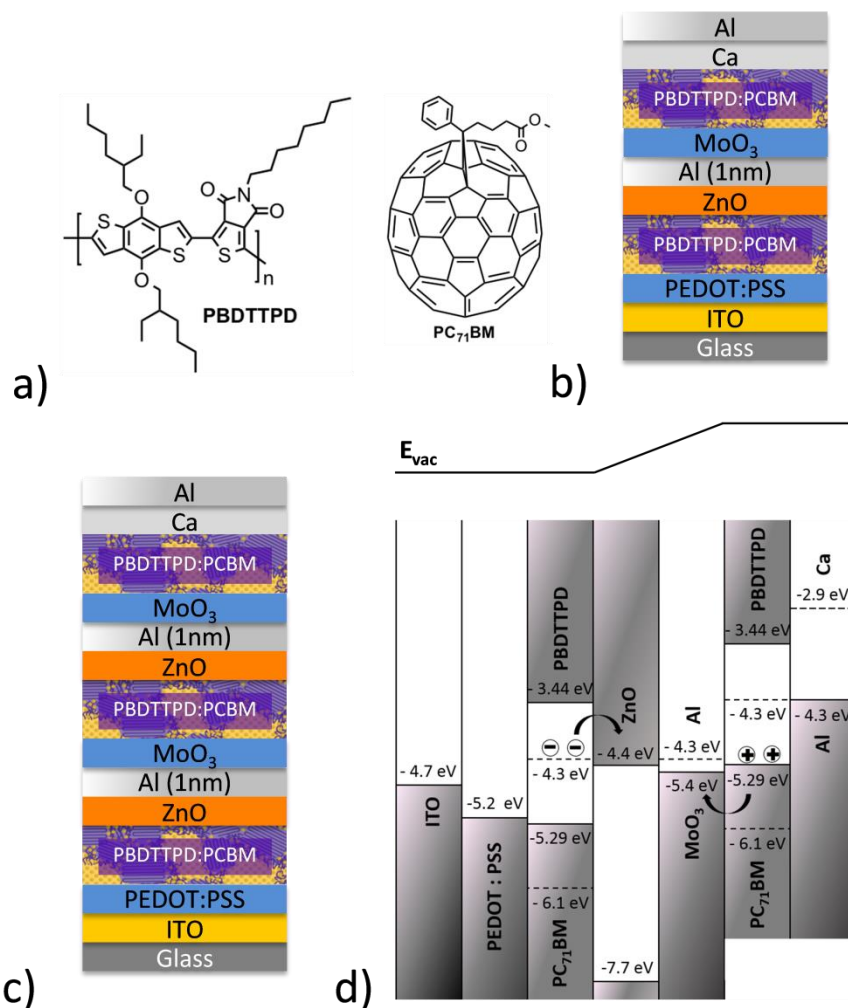 a)
S
O
O
S
O
N
O
S
n
PBDTTPD
O
O
PC71BM
b)
Al
Ca
PBDTTPD:PCBM
MoO3
Al (1nm)
ZnO
PBDTTPD:PCBM
PEDOT:PSS
ITO
Glass
c)
Al
Ca
PBDTTPD:PCBM
MoO3
Al (1nm)
ZnO
PBDTTPD:PCBM
MoO3
Al (1nm)
ZnO
PBDTTPD:PCBM
PEDOT:PSS
ITO
Glass
d)
Evac
- 4.7 eV
ITO
- 5.2 eV
PEDOT : PSS
PBDTTPD
- 3.44 eV
- 4.3 eV
-5.29 eV
- 6.1 eV
PC71BM
ZnO
- 4.4 eV
-7.7 eV
Al
- 4.3 eV
-5.4 eV
MoO3
PBDTTPD
- 3.44 eV
- 4.3 eV
-5.29 eV
- 6.1 eV
PC71BM
Ca
-2.9 eV
- 4.3 eV
Al